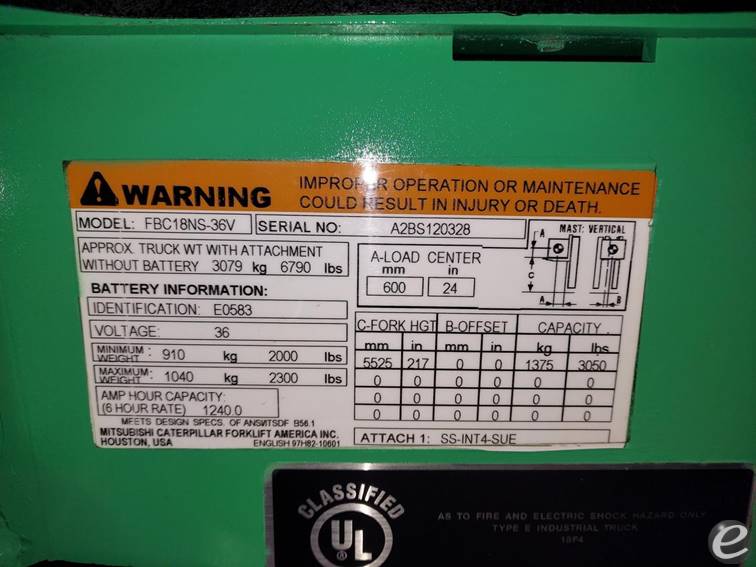 WARNING
IMPROPER OPERATION OR MAINTENANCE
COULD RESULT IN INJURY OR DEATH.
MODEL: FBC18NS-36V SERIAL NO: A2BS120328
APPROX. TRUCK WT WITH ATTACHMENT
WITHOUT BATTERY 3079 kg 6790 lbs
BATTERY INFORMATION:
IDENTIFICATION: E0583
VOLTAGE: 36
MINIMUM WEIGHT: 910 kg 2000 lbs
MAXIMUM WEIGHT: 1040 kg 2300 lbs
AMP HOUR CAPACITY:
(6 HOUR RATE) 1240.0
MEETS DESIGN SPECS. OF ANSI/ITSDF B56.1
MITSUBISHI CATERPILLAR FORKLIFT AMERICA INC.
HOUSTON, USA ENGLISH 97H82-10601
A-LOAD CENTER
mm in
600 24
MAST: VERTICAL
A
C
A B
C-FORK HGT B-OFFSET CAPACITY
mm in mm in kg lbs
5525 217 0 0 1375 3050
0 0 0 0 0 0
0 0 0 0 0 0
0 0 0 0 0 0
ATTACH 1: SS-INT4-SUE
CLASSIFIED
UL
®
AS TO FIRE AND ELECTRIC SHOCK HAZARD ONLY
TYPE E INDUSTRIAL TRUCK
18P4
e